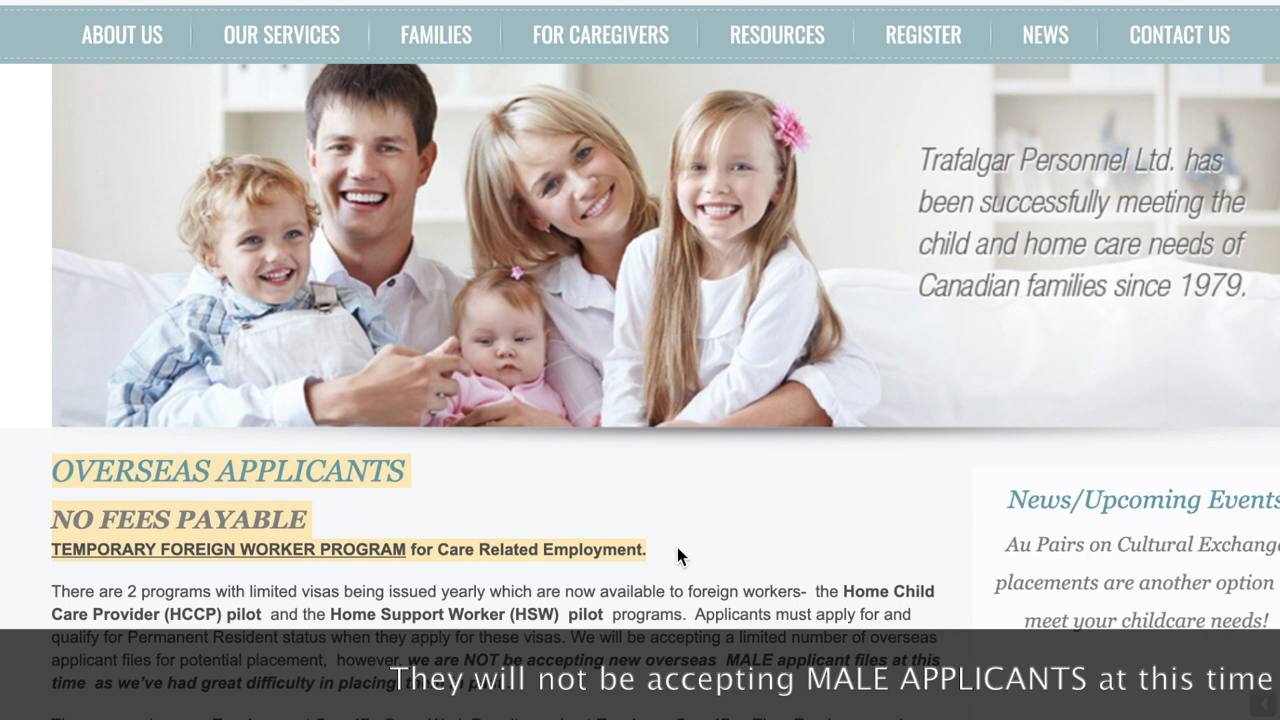 ABOUT US OUR SERVICES FAMILIES FOR CAREGIVERS RESOURCES REGISTER NEWS CONTACT US
Trafalgar Personnel Ltd. has
been successfully meeting the
child and home care needs of
Canadian families since 1979.
OVERSEAS APPLICANTS
NO FEES PAYABLE
TEMPORARY FOREIGN WORKER PROGRAM for Care Related Employment.
There are 2 programs with limited visas being issued yearly which are now available to foreign workers- the Home Child
Care Provider (HCCP) pilot and the Home Support Worker (HSW) pilot programs. Applicants must apply for and
qualify for Permanent Resident status when they apply for these visas. We will be accepting a limited number of overseas
applicant files for potential placement, however, we are NOT be accepting new overseas MALE applicant files at this
time as we've had great difficulty in placing
News/Upcoming Events
Au Pairs on Cultural Exchang
placements are another option
meet your childcare needs!
They will not be accepting MALE APPLICANTS at this time